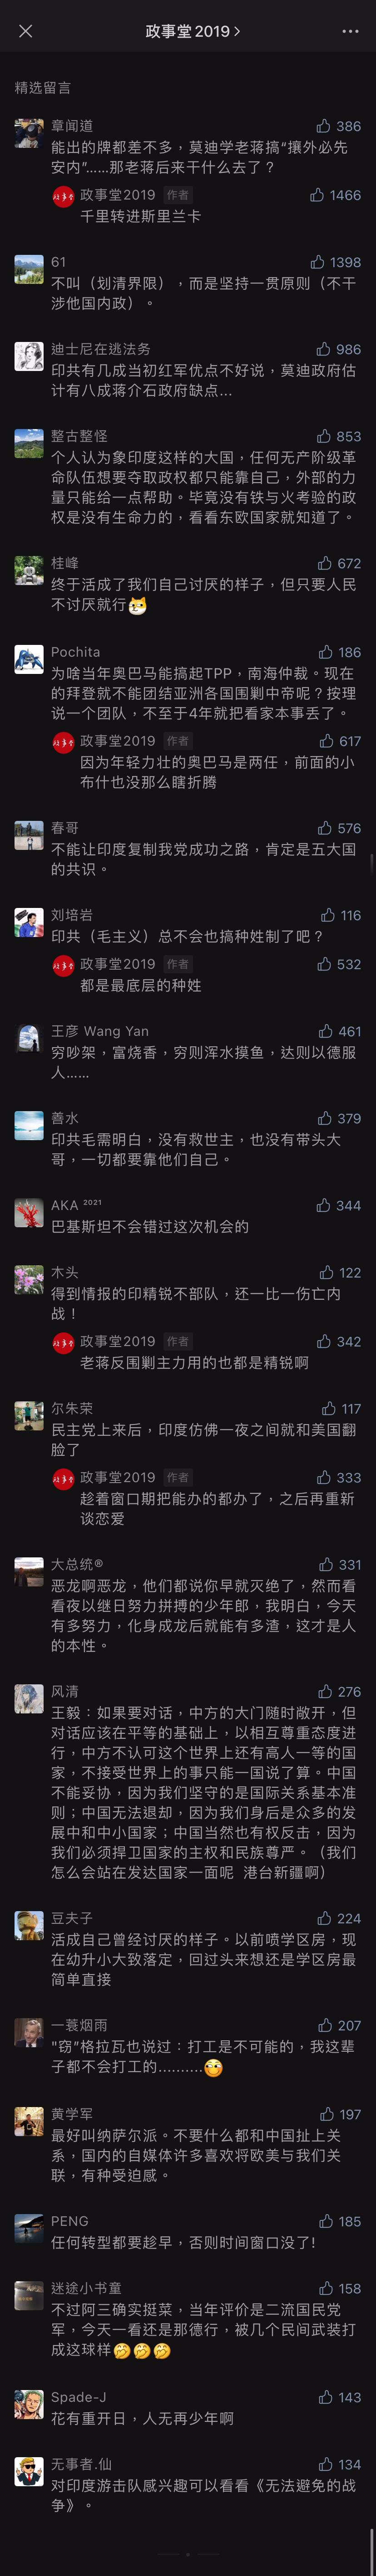 政事堂2019
精选留言
章闻道
386
能出的牌都差不多，莫迪学老蒋搞“攘外必先
安内”……那老蒋后来干什么去了？
政事堂2019 作者
1466
千里转进斯里兰卡
61
1398
不叫（划清界限），而是坚持一贯原则（不干
涉他国内政）。
迪士尼在逃法务
986
印共有几成当初红军优点不好说，莫迪政府估
计有八成蒋介石政府缺点...
整古整怪
853
个人认为象印度这样的大国，任何无产阶级革
命队伍想要夺取政权都只能靠自己，外部的力
量只能给一点帮助。毕竟没有铁与火考验的政
权是没有生命力的，看看东欧国家就知道了。
桂峰
672
终于活成了我们自己讨厌的样子，但只要人民
不讨厌就行
Pochita
186
为啥当年奥巴马能搞起TPP，南海仲裁。现在
的拜登就不能团结亚洲各国围剿中帝呢？按理
说一个团队，不至于4年就把看家本事丢了。
政事堂2019 作者
617
因为年轻力壮的奥巴马是两任，前面的小
布什也没那么瞎折腾
春哥
576
不能让印度复制我党成功之路，肯定是五大国
的共识。
刘培岩
116
印共（毛主义）总不会也搞种姓制了吧？
政事堂2019 作者
532
都是最底层的种姓
王彦 Wang Yan
461
穷吵架，富烧香，穷则浑水摸鱼，达则以德服
人……
善水
379
印共毛需明白，没有救世主，也没有带头大
哥，一切都要靠他们自己。
AKA ²⁰²¹
344
巴基斯坦不会错过这次机会的
木头
122
得到情报的印精锐不部队，还一比一伤亡内
战！
政事堂2019 作者
342
老蒋反围剿主力用的也都是精锐啊
尔朱荣
117
民主党上来后，印度仿佛一夜之间就和美国翻
脸了
政事堂2019 作者
333
趁着窗口期把能办的都办了，之后再重新
谈恋爱
大总统®
331
恶龙啊恶龙，他们都说你早就灭绝了，然而看
看夜以继日努力拼搏的少年郎，我明白，今天
有多努力，化身成龙后就能有多渣，这才是人
的本性。
风清
276
王毅：如果要对话，中方的大门随时敞开，但
对话应该在平等的基础上，以相互尊重态度进
行，中方不认可这个世界上还有高人一等的国
家，不接受世界上的事只能一国说了算。中国
不能妥协，因为我们坚守的是国际关系基本准
则；中国无法退却，因为我们身后是众多的发
展中和中小国家；中国当然也有权反击，因为
我们必须捍卫国家的主权和民族尊严。（我们
怎么会站在发达国家一面呢 港台新疆啊）
豆夫子
224
活成自己曾经讨厌的样子。以前喷学区房，现
在幼升小大致落定，回过头来想还是学区房最
简单直接
一蓑烟雨
207
"窃"格拉瓦也说过：打工是不可能的，我这辈
子都不会打工的..........
黄学军
197
最好叫纳萨尔派。不要什么都和中国扯上关
系，国内的自媒体许多喜欢将欧美与我们关
联，有种受迫感。
PENG
185
任何转型都要趁早，否则时间窗口没了!
迷途小书童
158
不过阿三确实挺菜，当年评价是二流国民党
军，今天一看还是那德行，被几个民间武装打
成这球样
Spade-J
143
花有重开日，人无再少年啊
无事者.仙
134
对印度游击队感兴趣可以看看《无法避免的战
争》。